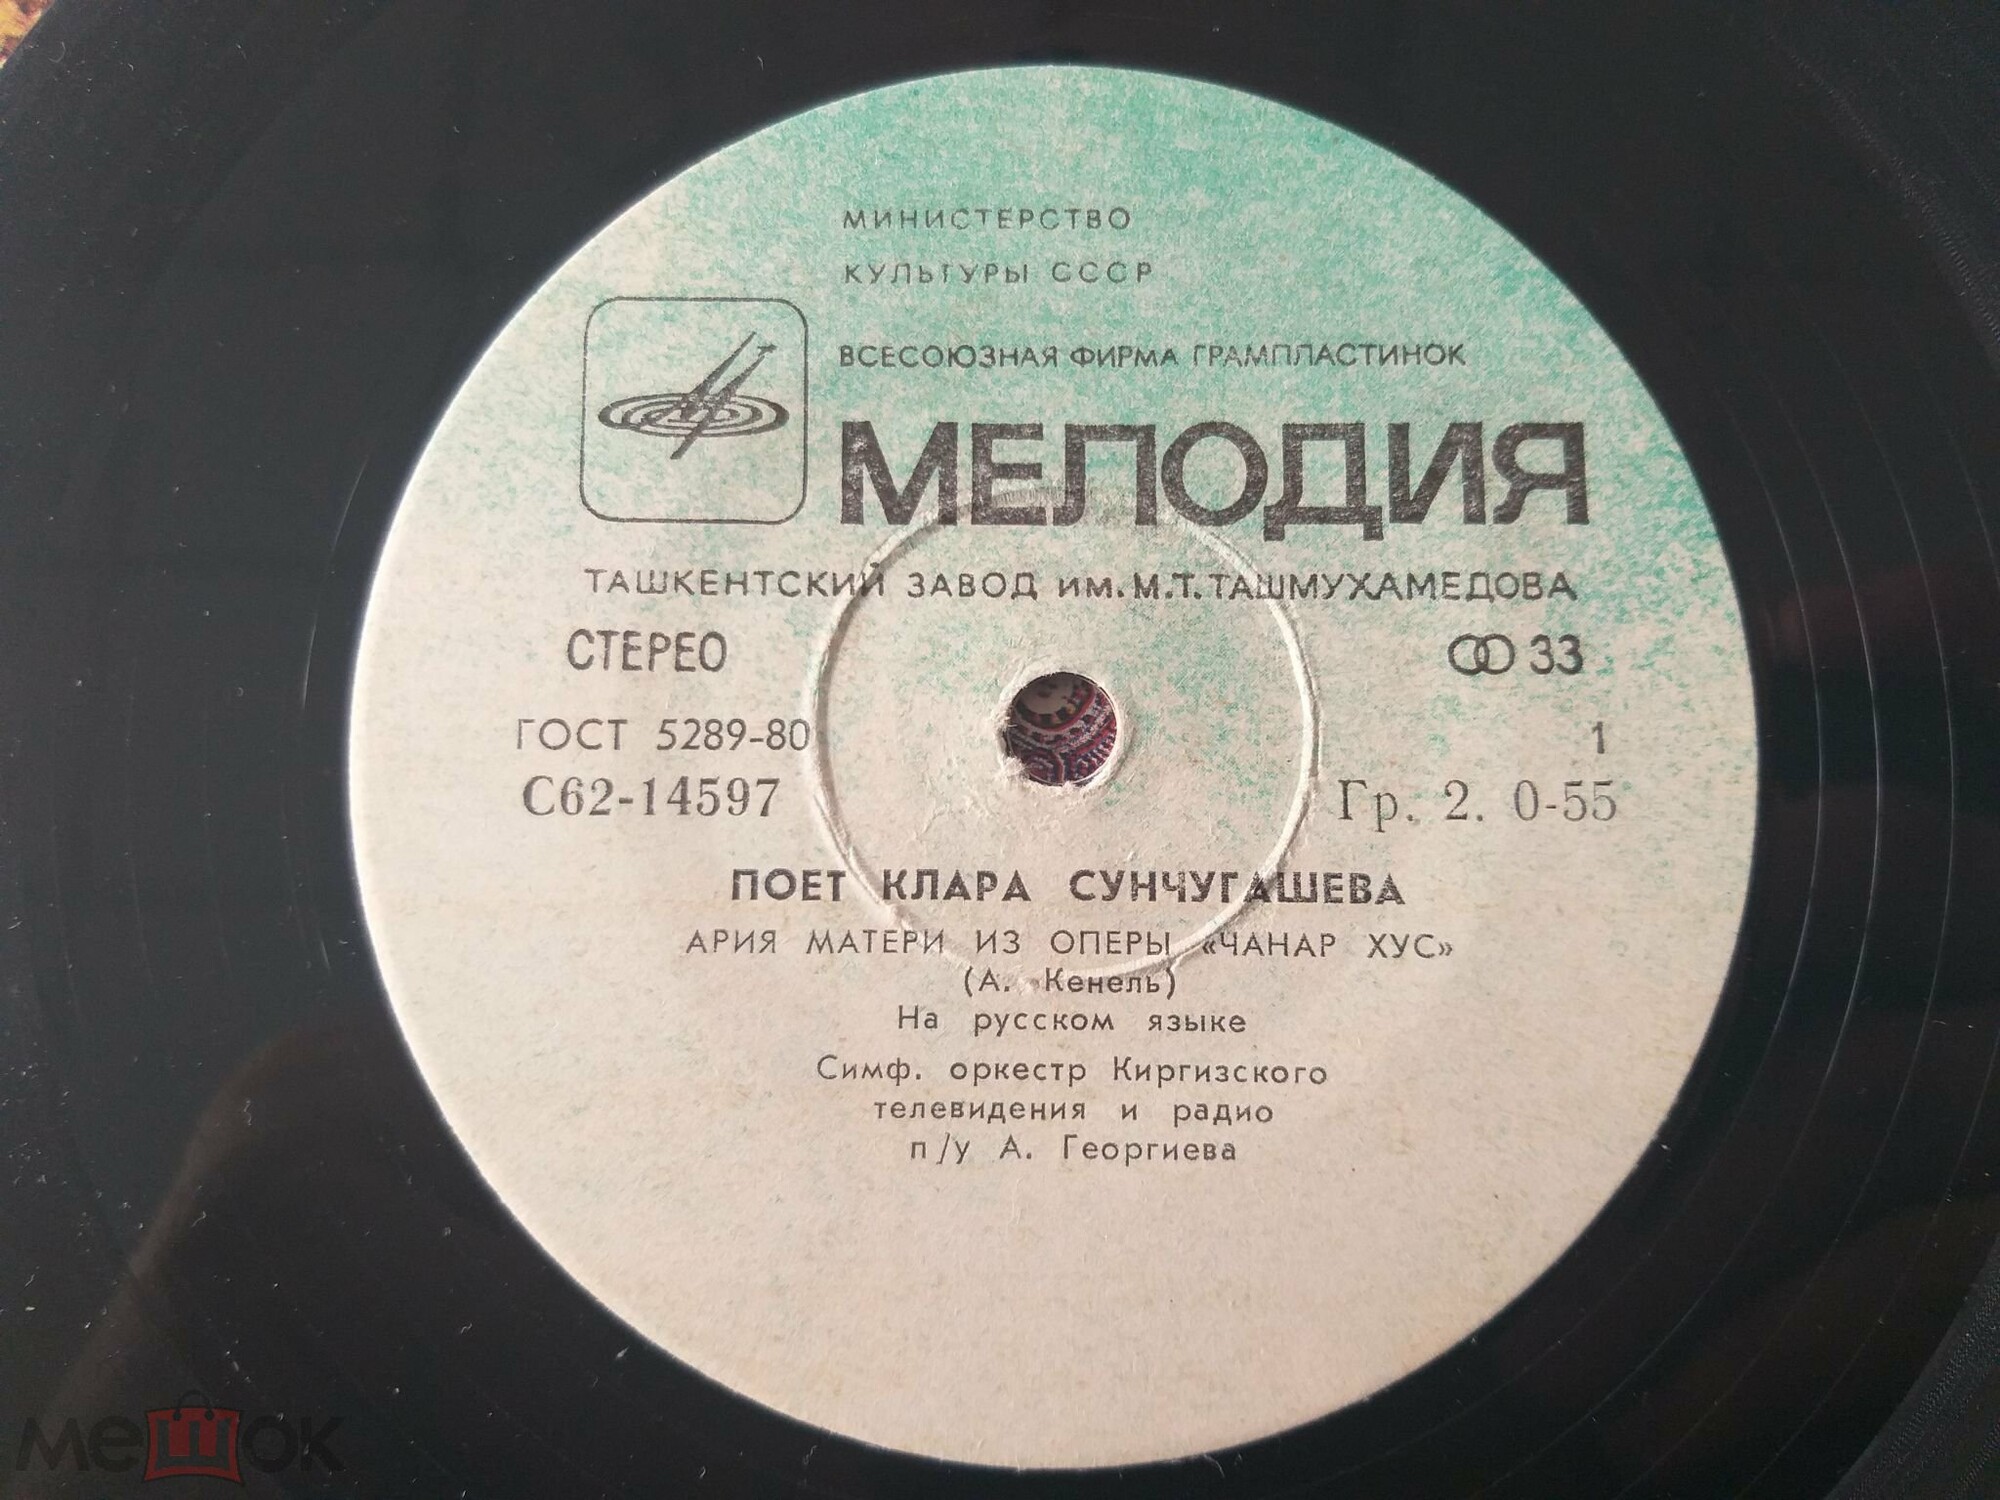 МИНИСТЕРСТВО
КУЛЬТУРЫ СССР
ВСЕСОЮЗНАЯ ФИРМА ГРАМПЛАСТИНОК
МЕЛОДИЯ
ТАШКЕНТСКИЙ ЗАВОД ИМ. М.Т. ТАШМУХАМЕДОВА
СТЕРЕО 33
ГОСТ 5289-80 1
С62-14597 Гр. 2. 0-55
ПОЕТ КЛАРА СУНЧУГАШЕВА
АРИЯ МАТЕРИ ИЗ ОПЕРЫ «ЧАНАР ХУС»
(А. Кенель)
На русском языке
Симф. оркестр Киргизского
телевидения и радио
п/у А. Георгиева
мешок